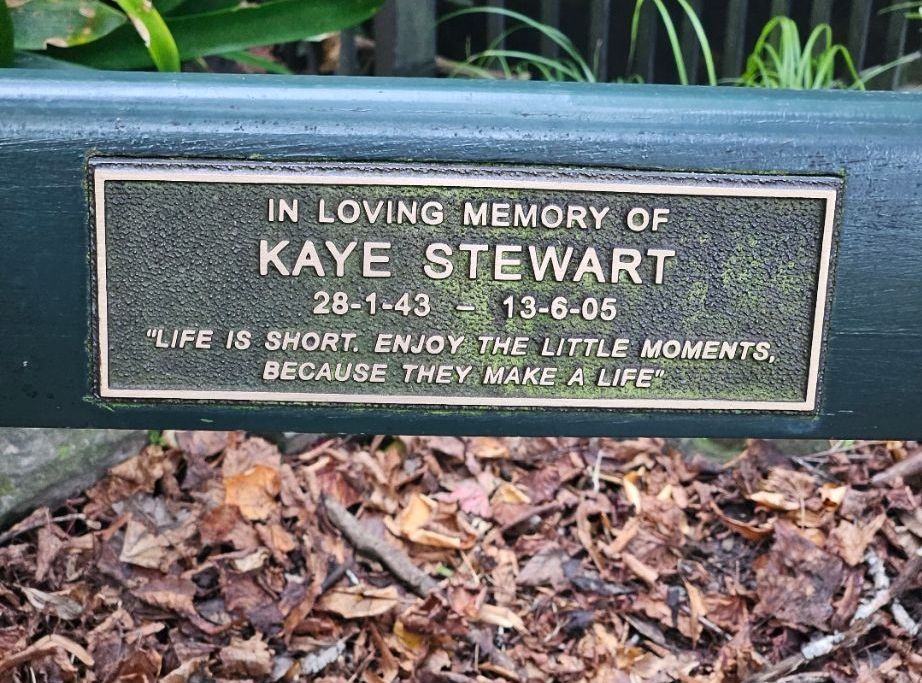 IN LOVING MEMORY OF
KAYE STEWART
28-1-43 – 13-6-05
"LIFE IS SHORT. ENJOY THE LITTLE MOMENTS,
BECAUSE THEY MAKE A LIFE"